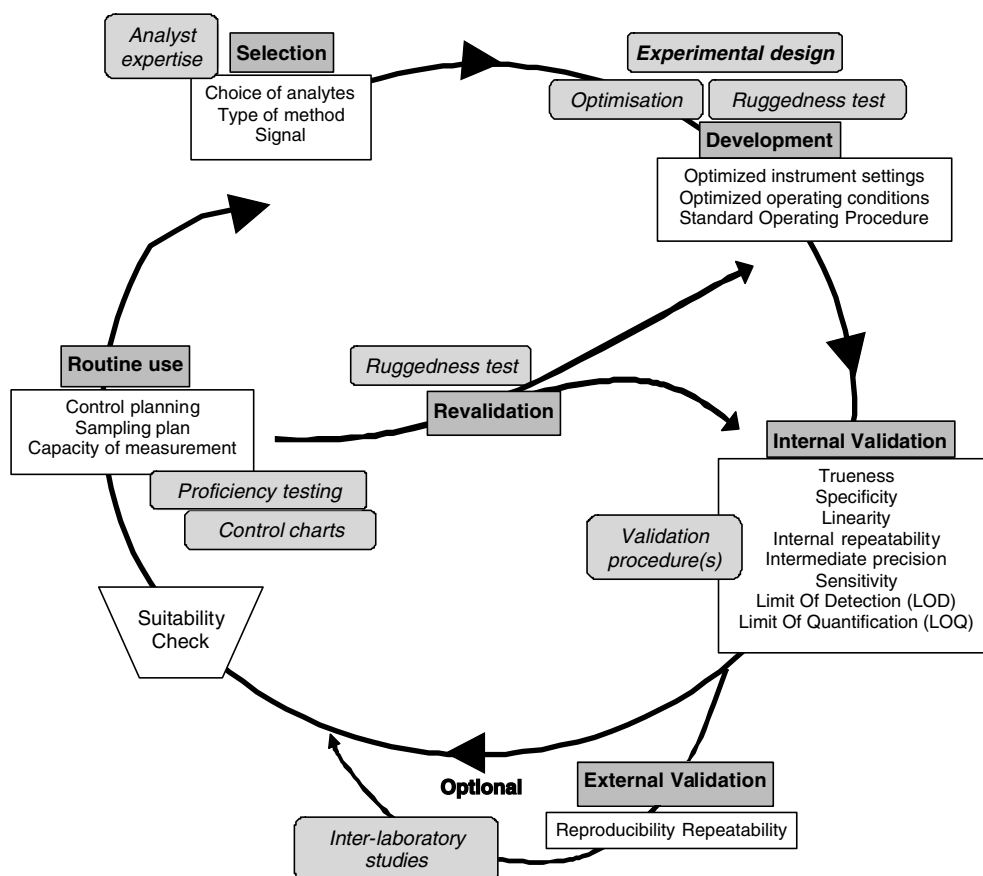 Analyst
expertise
Selection
Choice of analytes
Type of method
Signal
Experimental design
Optimisation
Ruggedness test
Development
Optimized instrument settings
Optimized operating conditions
Standard Operating Procedure
Routine use
Control planning
Sampling plan
Capacity of measurement
Proficiency testing
Control charts
Ruggedness test
Revalidation
Internal Validation
Trueness
Specificity
Linearity
Internal repeatability
Intermediate precision
Sensitivity
Limit Of Detection (LOD)
Limit Of Quantification (LOQ)
Validation
procedure(s)
Suitability
Check
Optional
External Validation
Reproducibility Repeatability
Inter-laboratory
studies